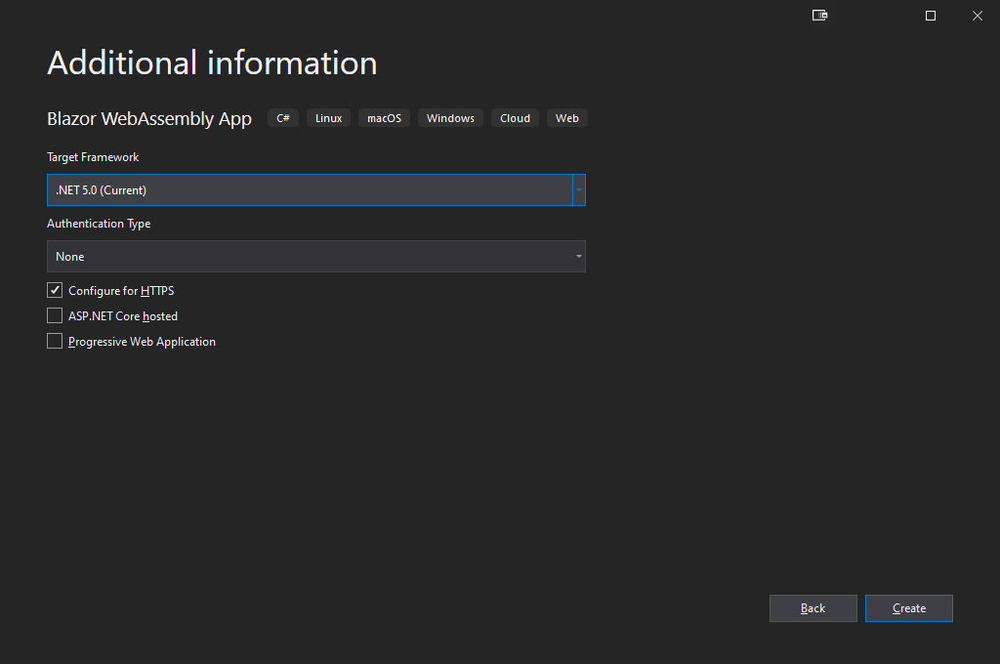 Additional information
Blazor WebAssembly App C# Linux macOS Windows Cloud Web
Target Framework
.NET 5.0 (Current)
Authentication Type
None
Configure for HTTPS
ASP.NET Core hosted
Progressive Web Application
Back Create